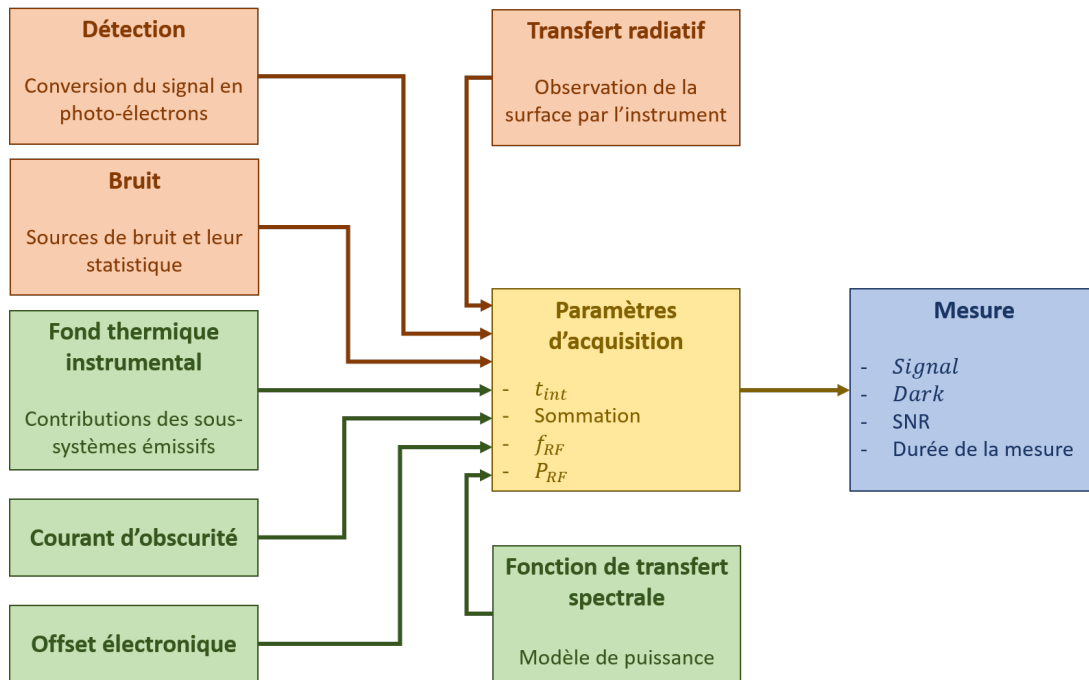 Détection
Conversion du signal en
photo-électrons
Bruit
Sources de bruit et leur
statistique
Fond thermique
instrumental
Contributions des sous-
systèmes émissifs
Courant d'obscurité
Offset électronique
Transfert radiatif
Observation de la
surface par l'instrument
Paramètres
d'acquisition
- t_int
- Sommation
- f_RF
- P_RF
Fonction de transfert
spectrale
Modèle de puissance
Mesure
- Signal
- Dark
- SNR
- Durée de la mesure